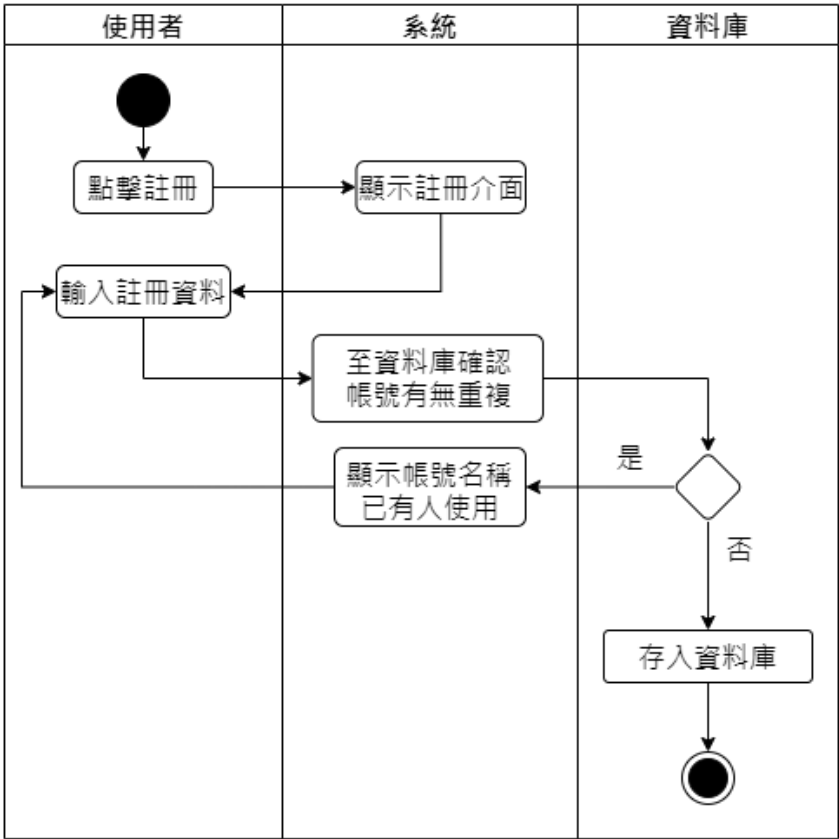 使用者
系統
資料庫
點擊註冊
顯示註冊介面
輸入註冊資料
至資料庫確認
帳號有無重複
是
顯示帳號名稱
已有人使用
否
存入資料庫